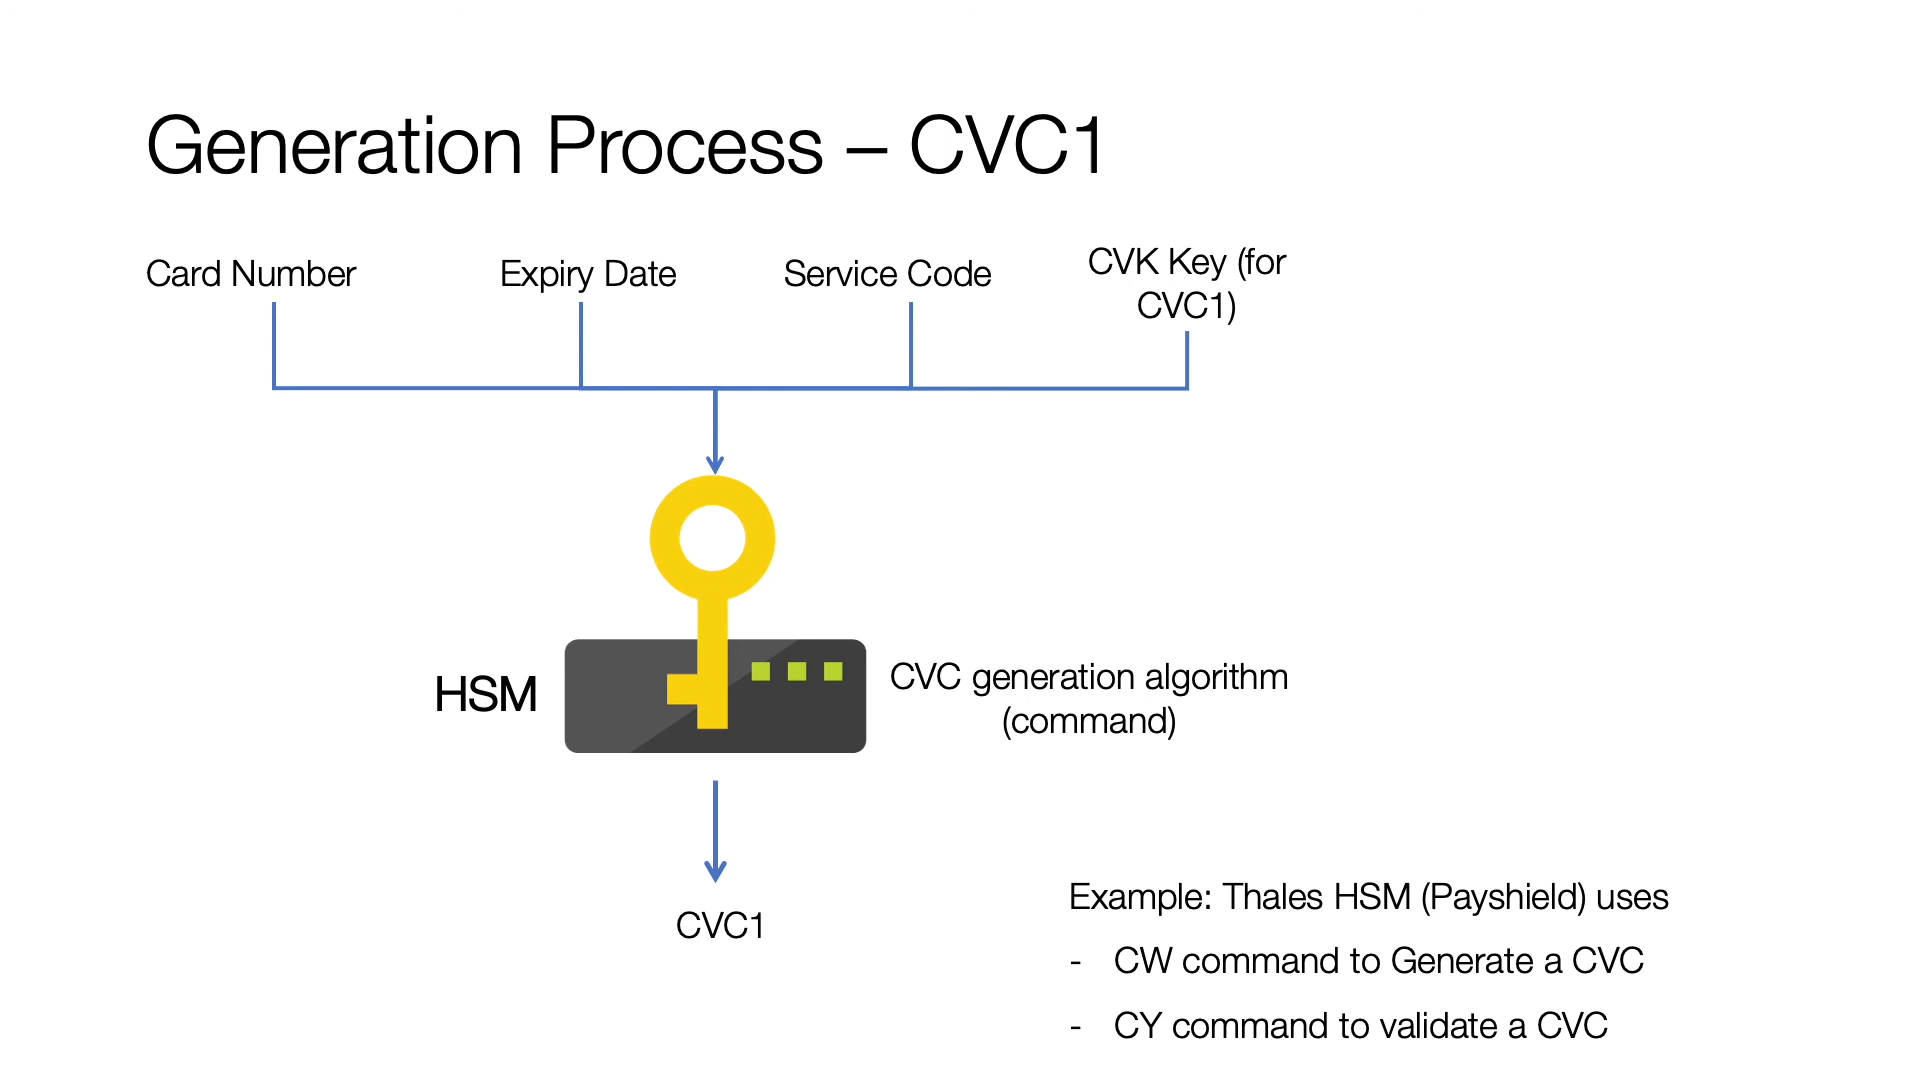 Generation Process – CVC1
Card Number
Expiry Date
Service Code
CVK Key (for
CVC1)
HSM
CVC generation algorithm
(command)
CVC1
Example: Thales HSM (Payshield) uses
- CW command to Generate a CVC
- CY command to validate a CVC